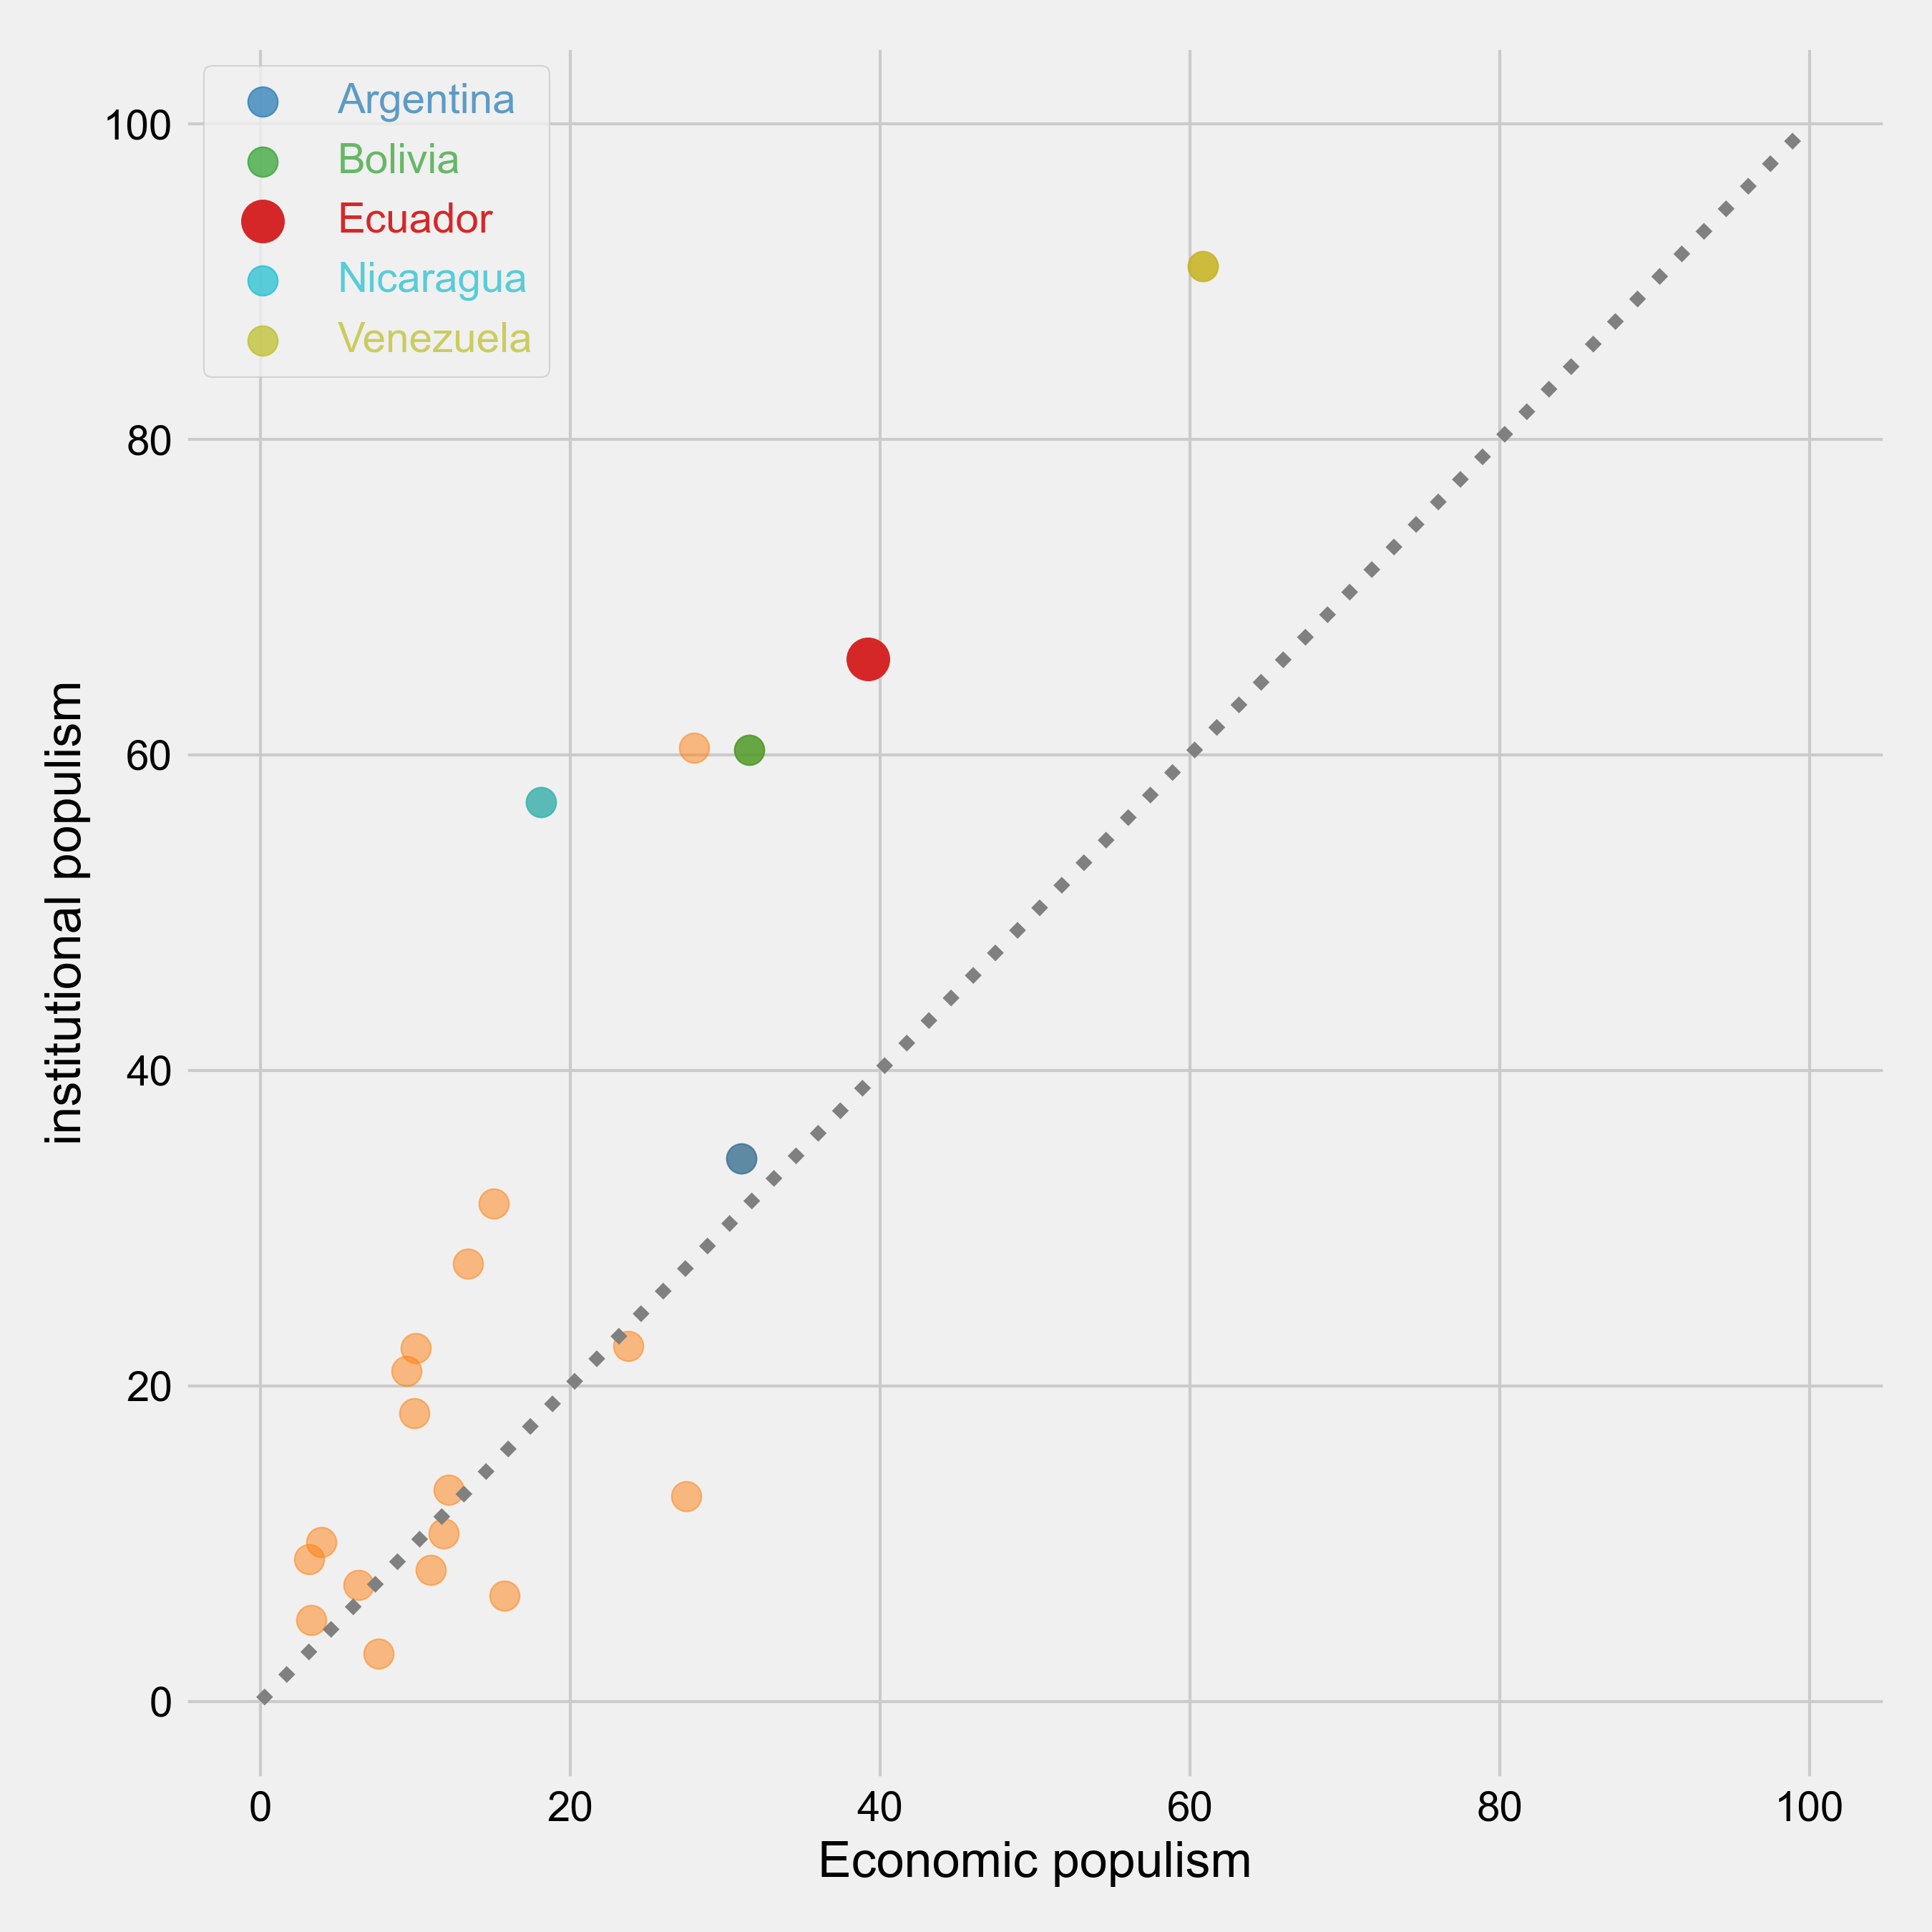 Argentina
Bolivia
Ecuador
Nicaragua
Venezuela
100
80
60
40
20
0
institutional populism
0 20 40 60 80 100
Economic populism